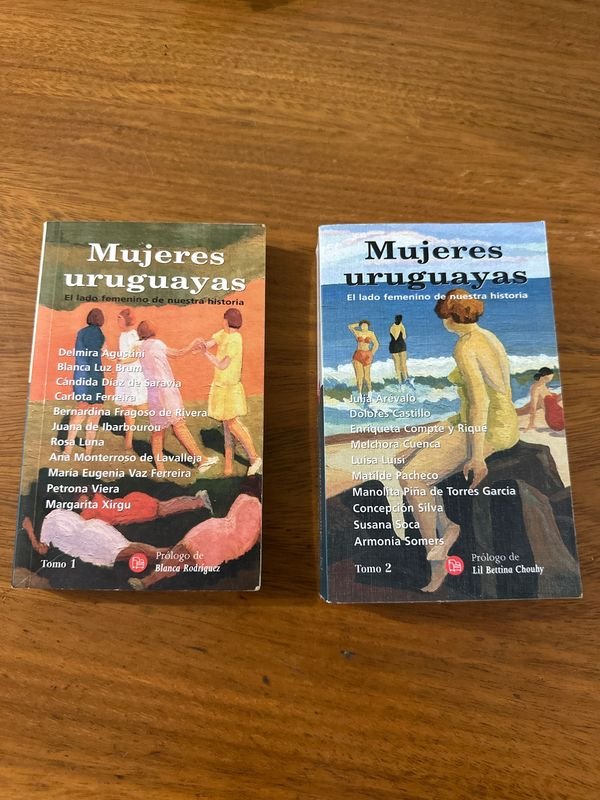 Mujeres
uruguayas
El lado femenino de nuestra historia
Delmira Agustini
Blanca Luz Brum
Cándida Díaz de Saravia
Carlota Ferreira
Bernardina Fragoso de Rivera
Juana de Ibarbourou
Rosa Luna
Ana Monterroso de Lavalleja
María Eugenia Vaz Ferreira
Petrona Viera
Margarita Xirgu
Tomo 1
Prólogo de
Blanca Rodríguez
Mujeres
uruguayas
El lado femenino de nuestra historia
Julia Arévalo
Dolores Castillo
Enriqueta Compte y Riqué
Melchora Cuenca
Luisa Luisi
Matilde Pacheco
Manolita Piña de Torres García
Concepción Silva
Susana Soca
Armonía Somers
Tomo 2
Prólogo de
Lil Bettina Chouhy